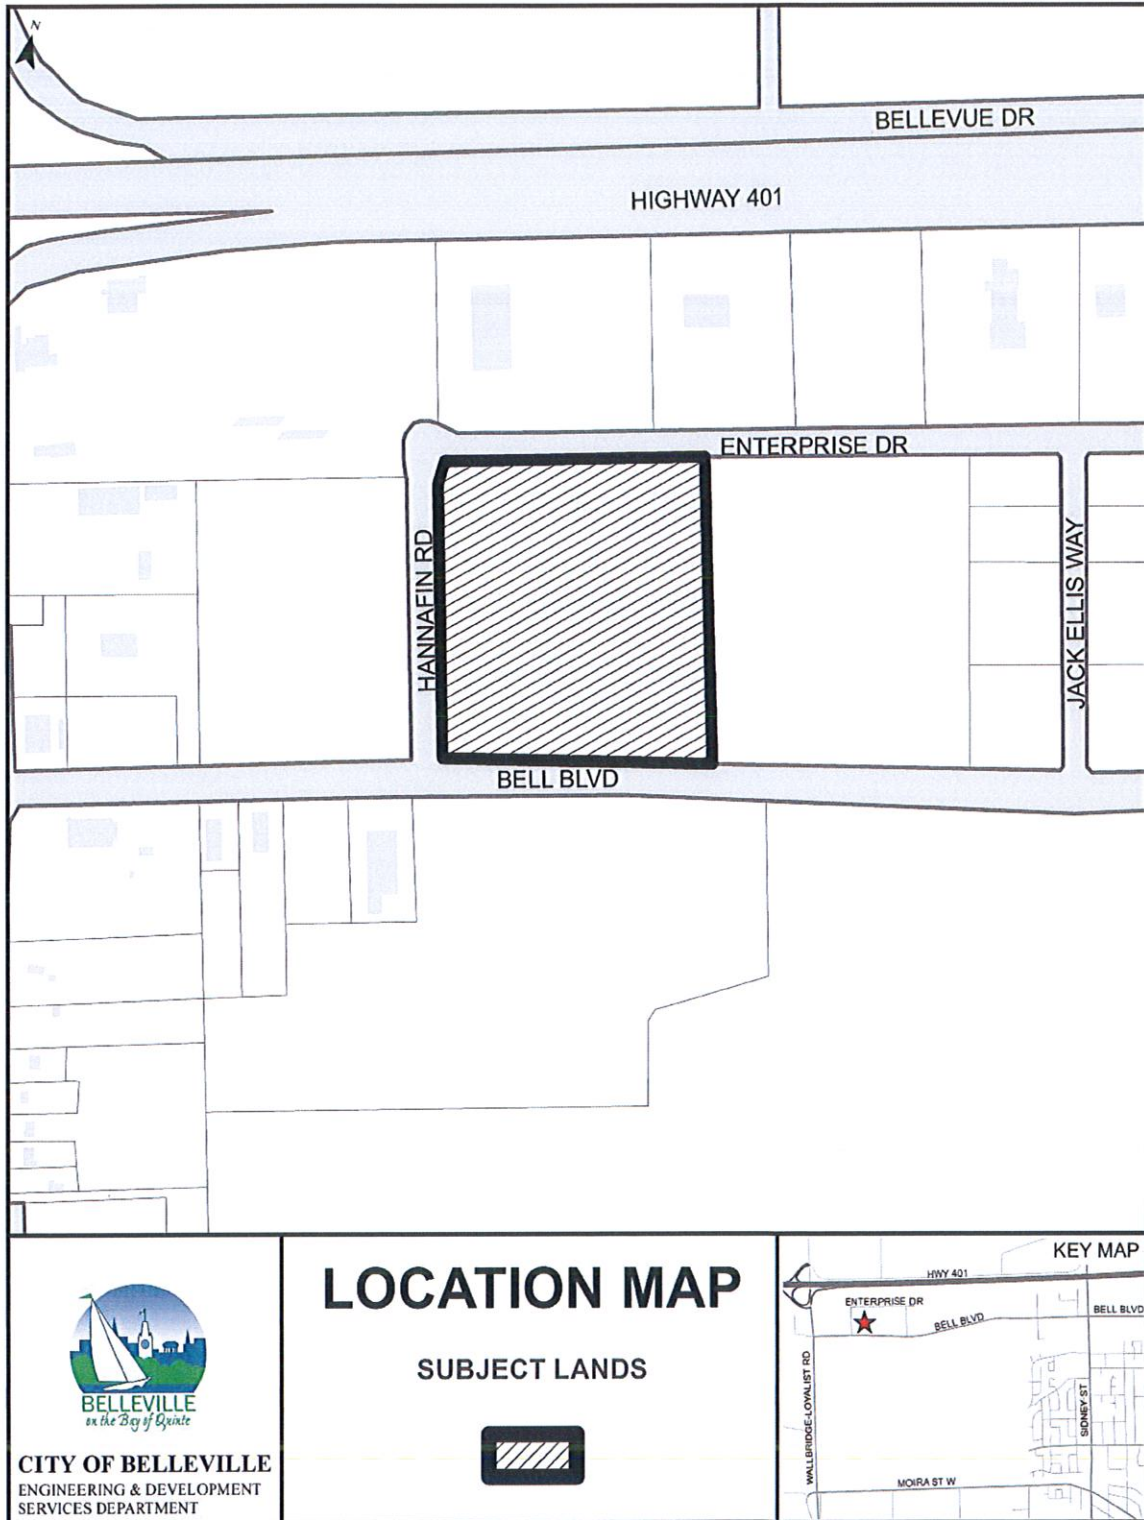 N
BELLEVUE DR
HIGHWAY 401
ENTERPRISE DR
HANNAFIN RD
JACK ELLIS WAY
BELL BLVD
BELLEVILLE
on the Bay of Quinte
CITY OF BELLEVILLE
ENGINEERING & DEVELOPMENT
SERVICES DEPARTMENT
LOCATION MAP
SUBJECT LANDS
KEY MAP
HWY 401
ENTERPRISE DR
BELL BLVD
BELL BLVD
WALLBRIDGE-LOYALIST RD
SIDNEY ST
MOIRA ST W